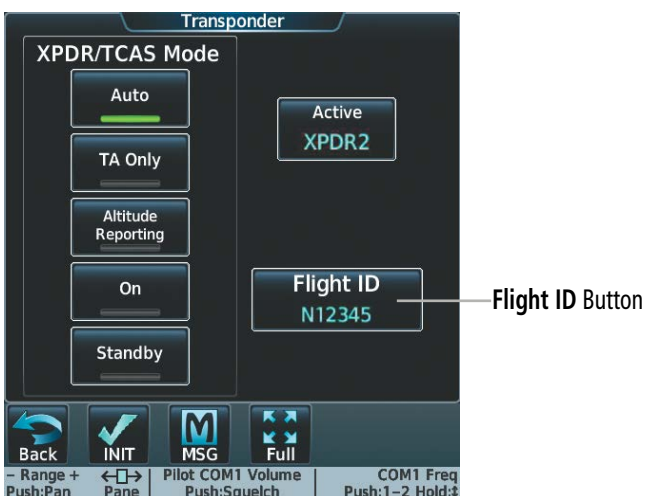 Transponder
XPDR/TCAS Mode
Auto
TA Only
Altitude
Reporting
On
Standby
Active
XPDR2
Flight ID
N12345
Flight ID Button
Back
INIT
MSG
Full
– Range +
Push:Pan
Pane
Pilot COM1 Volume
Push:Squelch
COM1 Freq
Push:1–2 Hold:↕